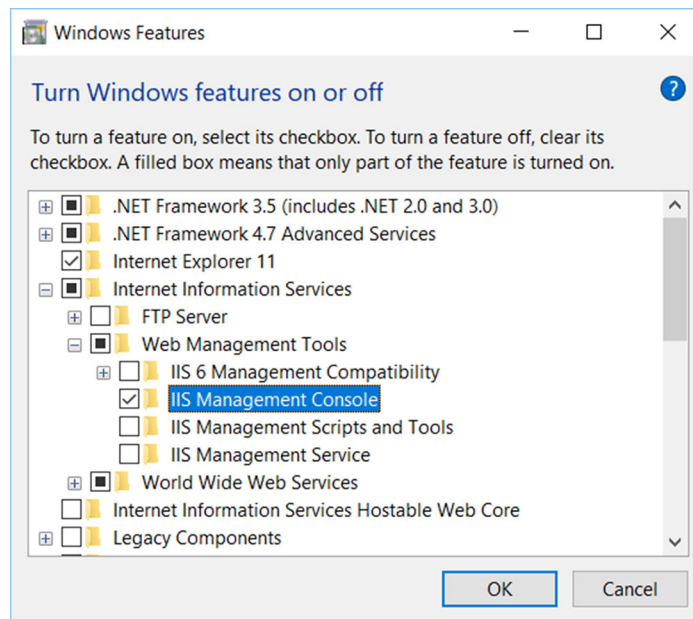 Windows Features
Turn Windows features on or off
To turn a feature on, select its checkbox. To turn a feature off, clear its
checkbox. A filled box means that only part of the feature is turned on.
.NET Framework 3.5 (includes .NET 2.0 and 3.0)
.NET Framework 4.7 Advanced Services
Internet Explorer 11
Internet Information Services
FTP Server
Web Management Tools
IIS 6 Management Compatibility
IIS Management Console
IIS Management Scripts and Tools
IIS Management Service
World Wide Web Services
Internet Information Services Hostable Web Core
Legacy Components
OK Cancel